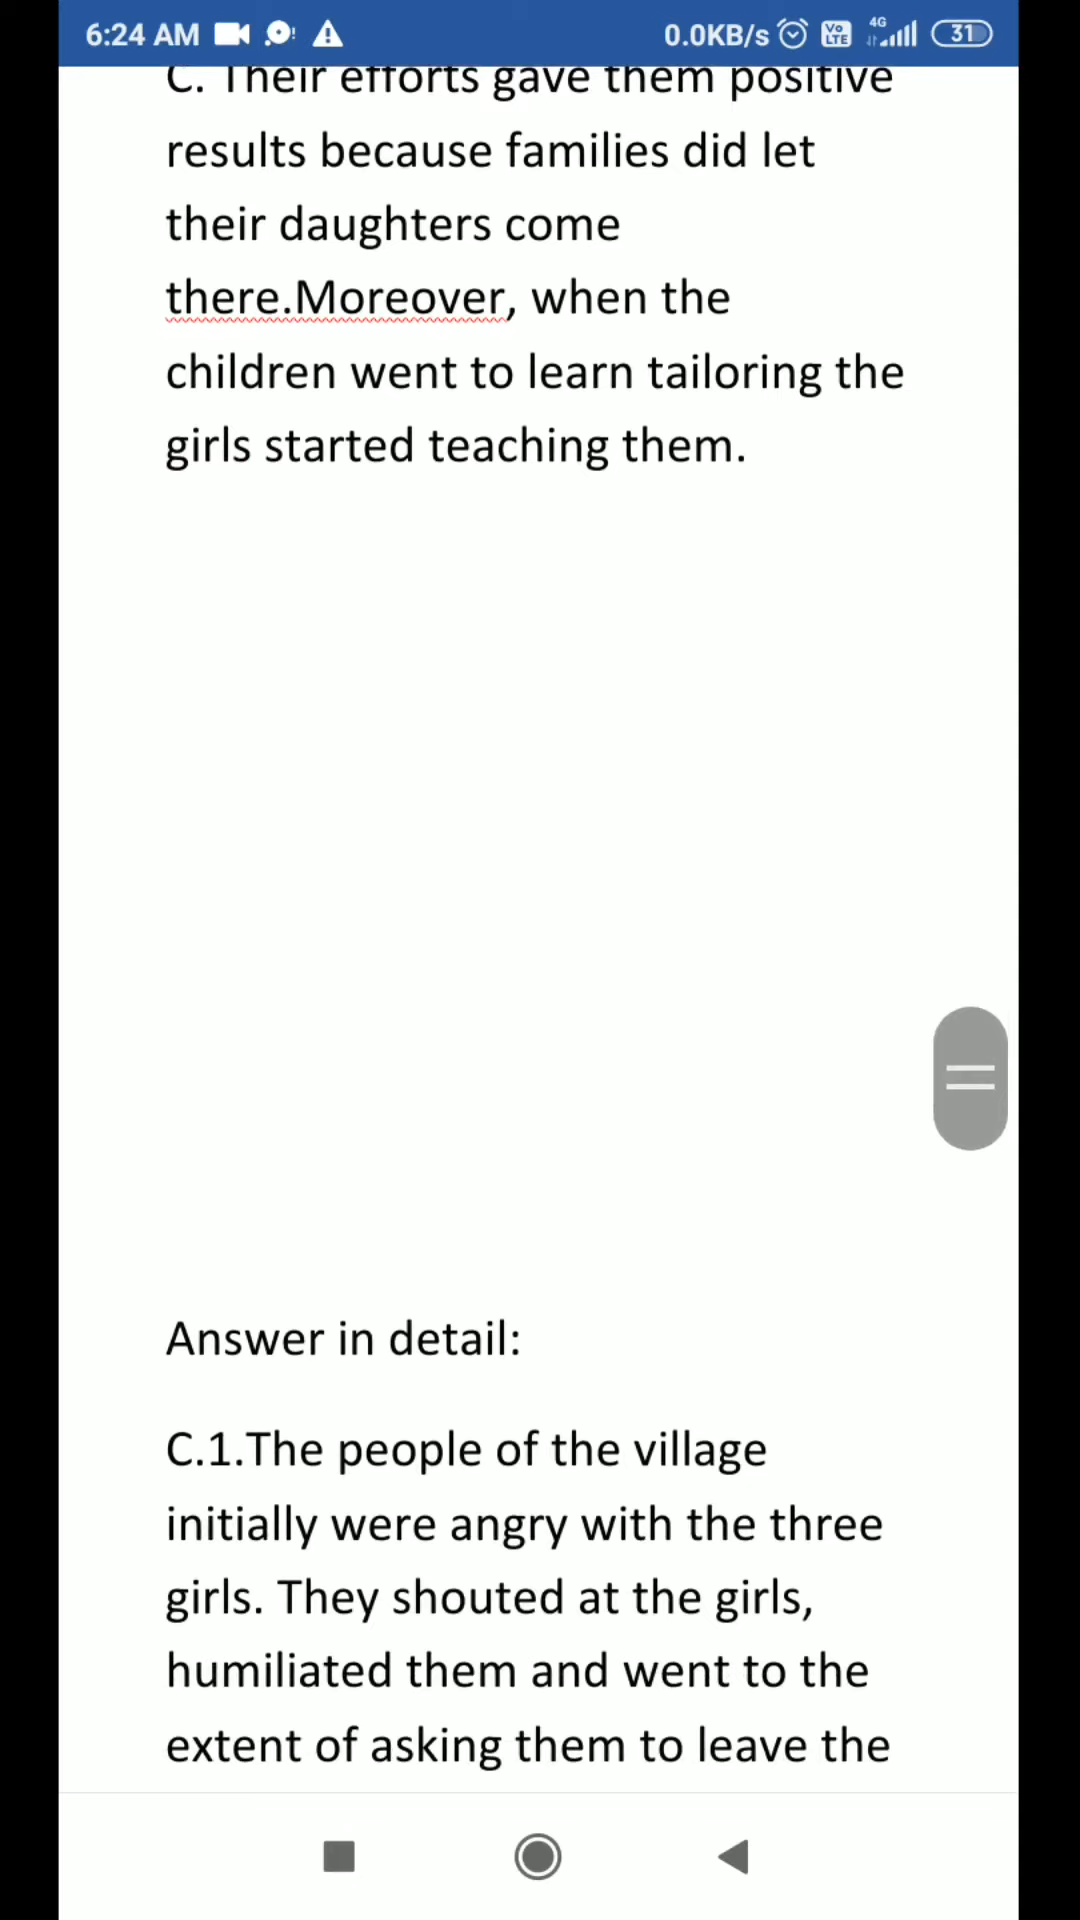 6:24 AM 0.0KB/s Vo LTE 4G 31
C. Their efforts gave them positive
results because families did let
their daughters come
there.Moreover, when the
children went to learn tailoring the
girls started teaching them.
Answer in detail:
C.1.The people of the village
initially were angry with the three
girls. They shouted at the girls,
humiliated them and went to the
extent of asking them to leave the